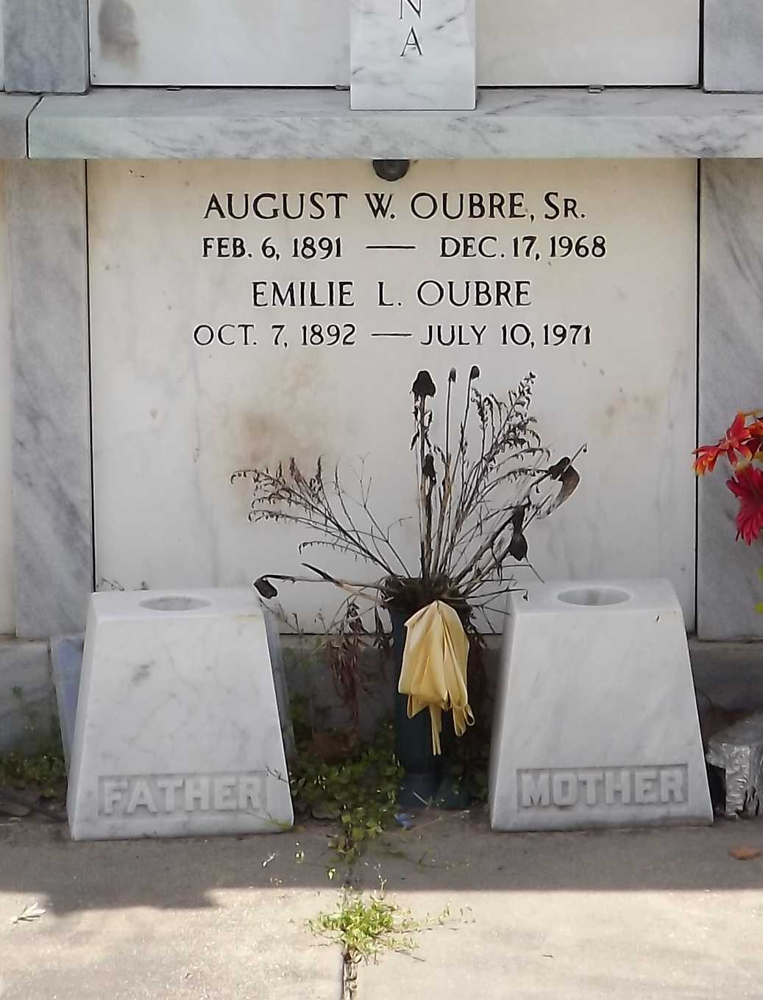 N
A
AUGUST W. OUBRE, SR.
FEB. 6, 1891 — DEC. 17, 1968
EMILIE L. OUBRE
OCT. 7, 1892 — JULY 10, 1971
FATHER
MOTHER